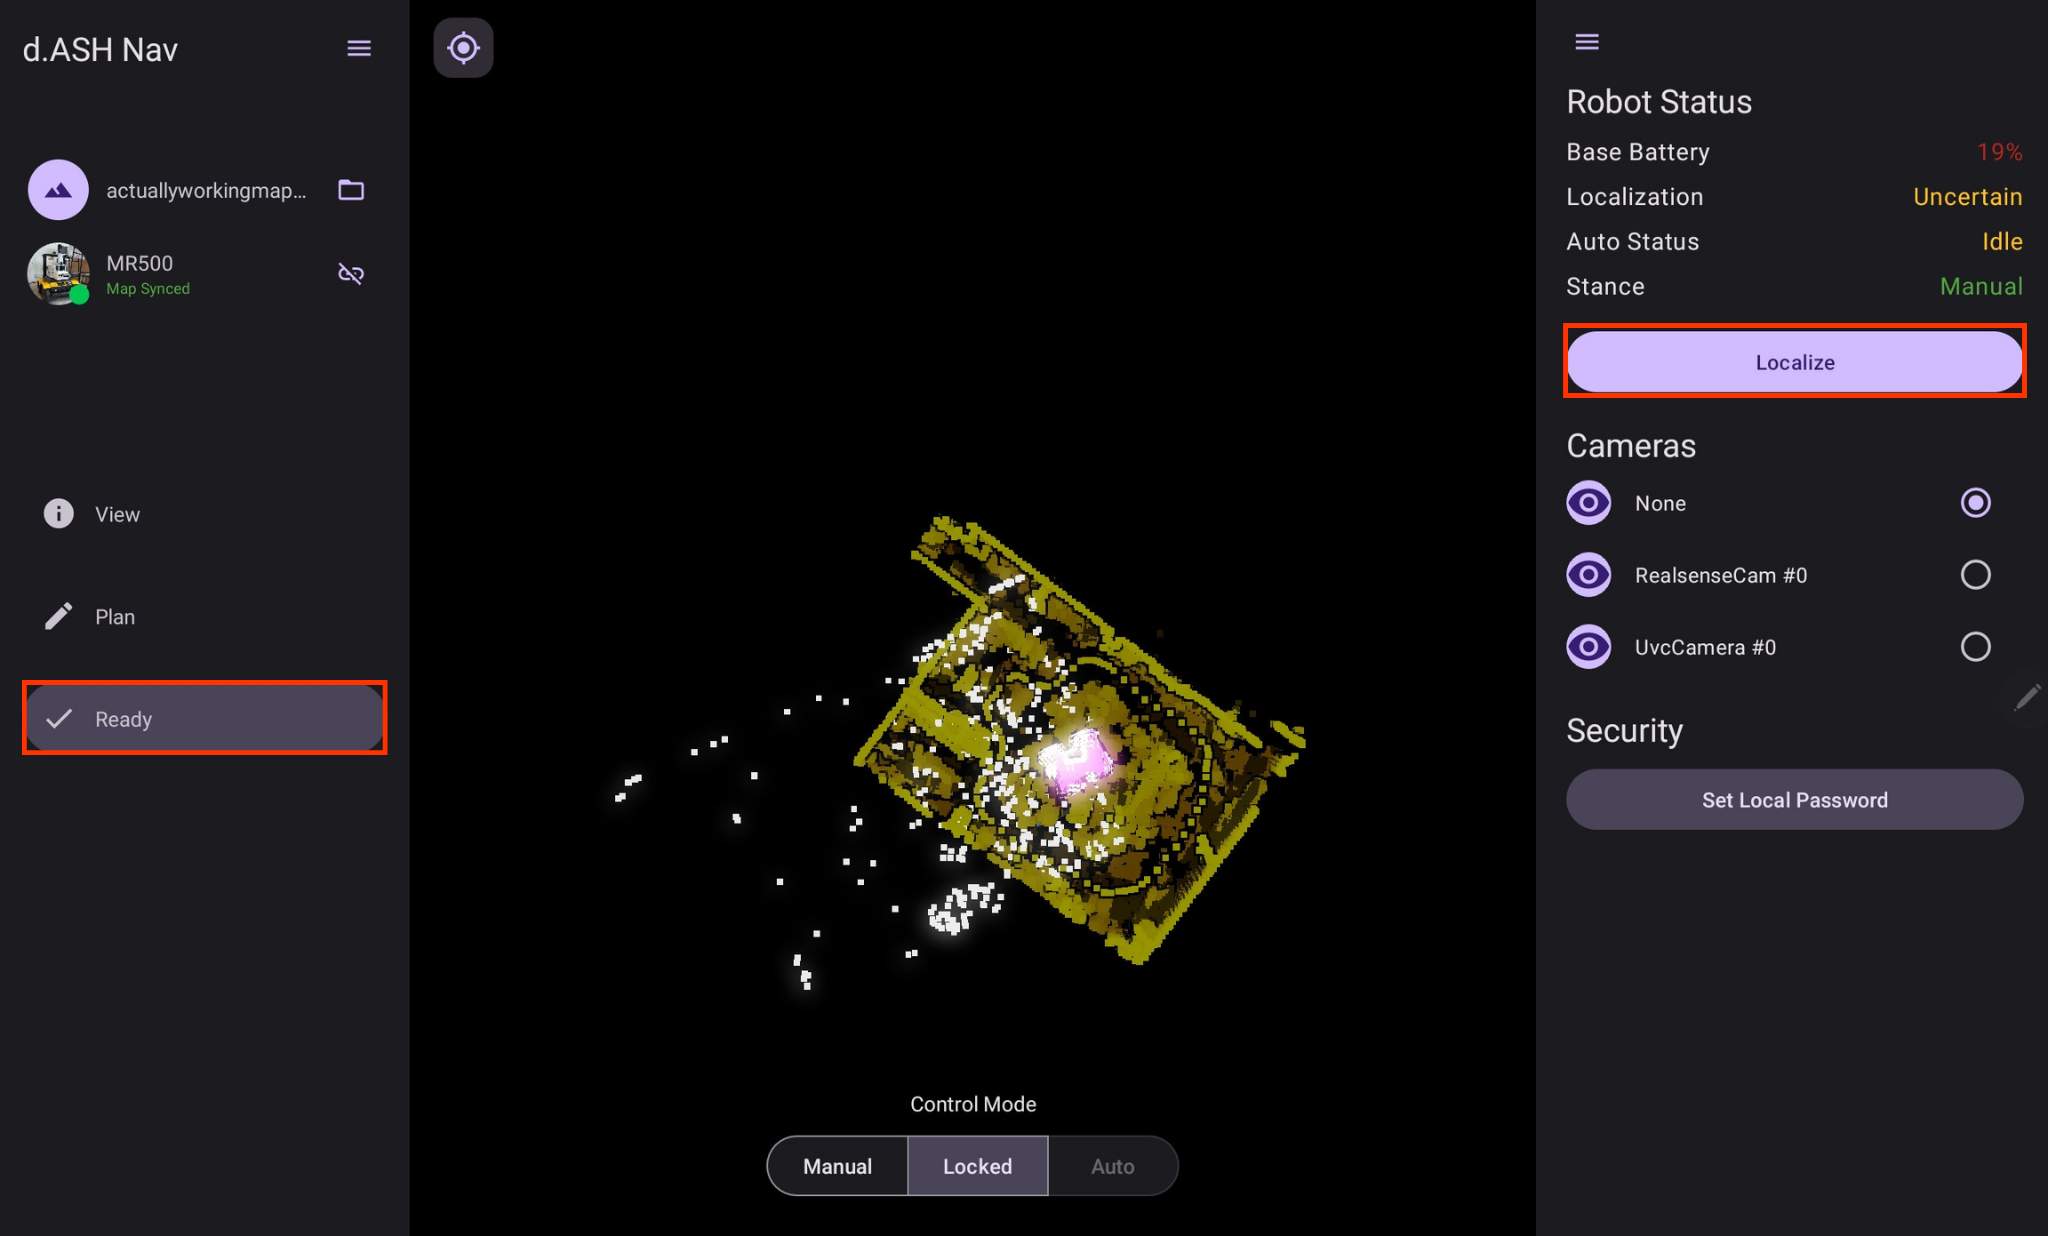 d.ASH Nav
actuallyworkingmap...
MR500
Map Synced
View
Plan
Ready
Control Mode
Manual
Locked
Auto
Robot Status
Base Battery 19%
Localization Uncertain
Auto Status Idle
Stance Manual
Localize
Cameras
None
RealsenseCam #0
UvcCamera #0
Security
Set Local Password